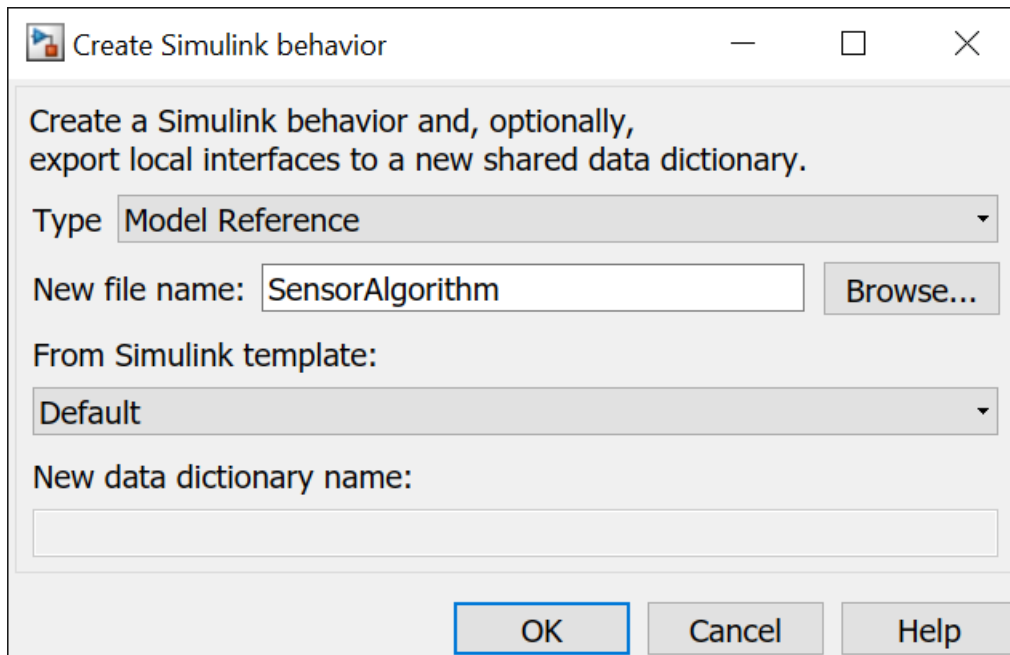 Create Simulink behavior
Create a Simulink behavior and, optionally,
export local interfaces to a new shared data dictionary.
Type Model Reference
New file name: SensorAlgorithm Browse...
From Simulink template:
Default
New data dictionary name:
OK Cancel Help